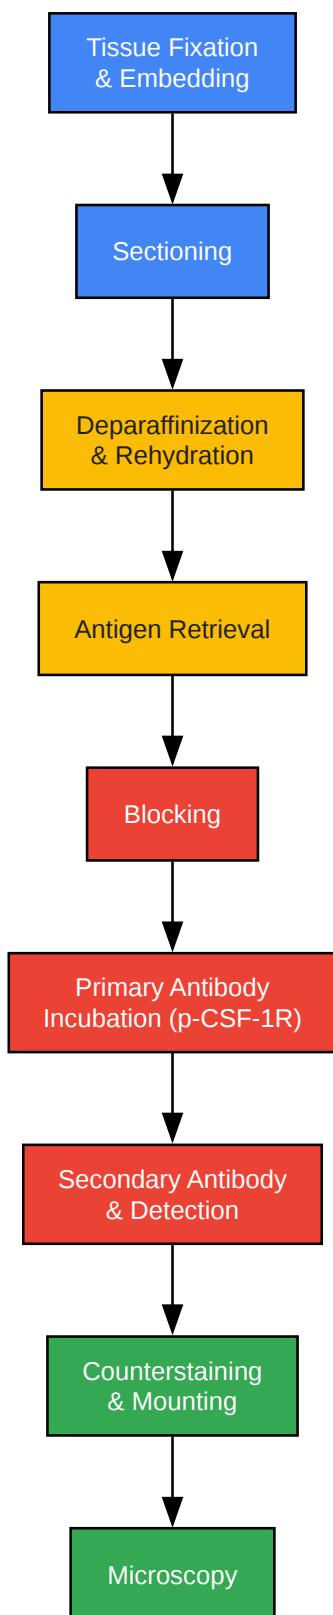 Tissue Fixation
& Embedding
Sectioning
Deparaffinization
& Rehydration
Antigen Retrieval
Blocking
Primary Antibody
Incubation (p-CSF-1R)
Secondary Antibody
& Detection
Counterstaining
& Mounting
Microscopy